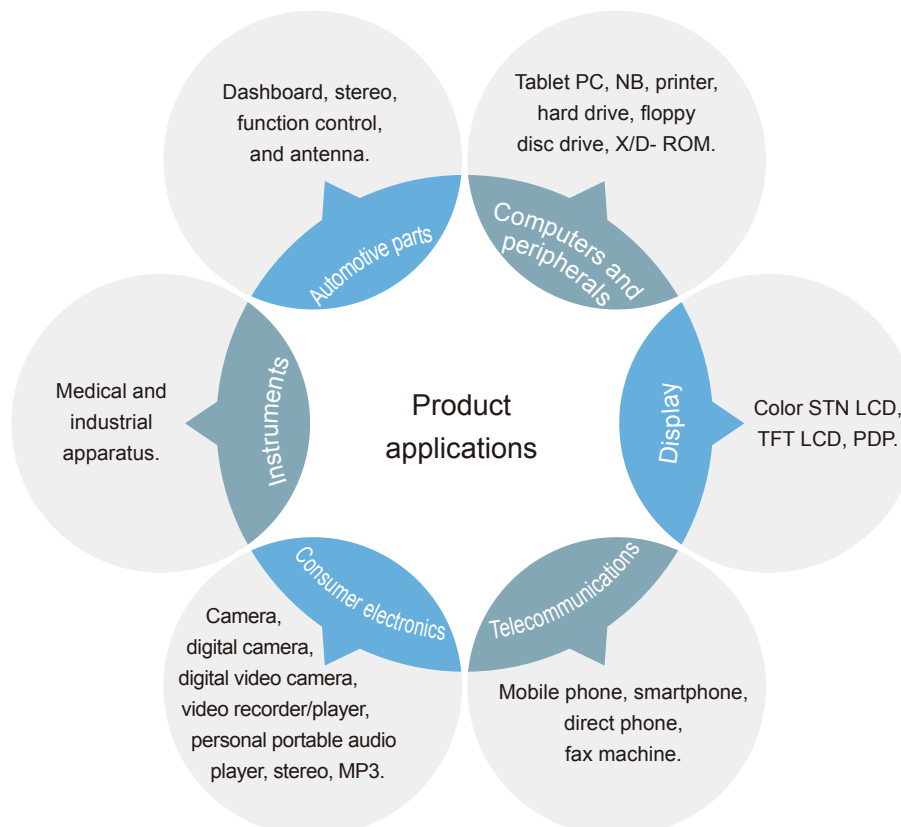 Dashboard, stereo,
function control,
and antenna.
Automotive parts
Tablet PC, NB, printer,
hard drive, floppy
disc drive, X/D- ROM.
Computers and
peripherals
Medical and
industrial
apparatus.
Instruments
Product
applications
Display
Color STN LCD,
TFT LCD, PDP.
Consumer electronics
Camera,
digital camera,
digital video camera,
video recorder/player,
personal portable audio
player, stereo, MP3.
Telecommunications
Mobile phone, smartphone,
direct phone,
fax machine.